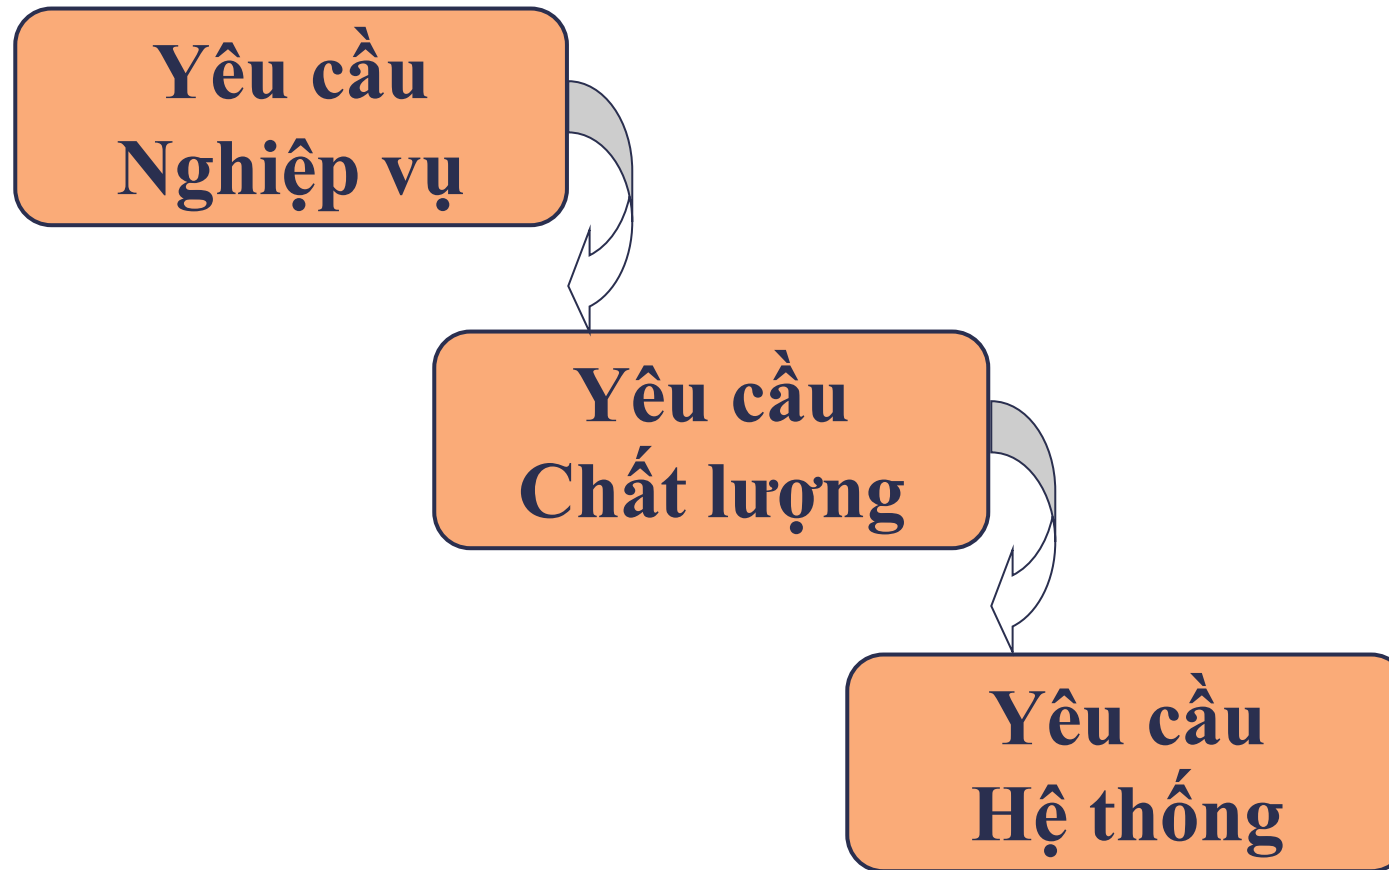 Yêu cầu
Nghiệp vụ
Yêu cầu
Chất lượng
Yêu cầu
Hệ thống